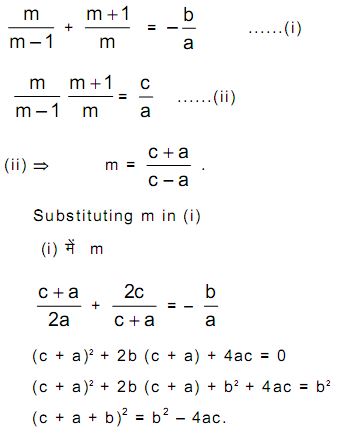 m/(m−1) + (m+1)/m = −b/a ......(i)
m/(m−1) (m+1)/m = c/a ......(ii)
(ii) ⇒ m = (c+a)/(c−a) .
Substituting m in (i)
(i) में m
(c+a)/2a + 2c/(c+a) = − b/a
(c + a)² + 2b (c + a) + 4ac = 0
(c + a)² + 2b (c + a) + b² + 4ac = b²
(c + a + b)² = b² – 4ac.